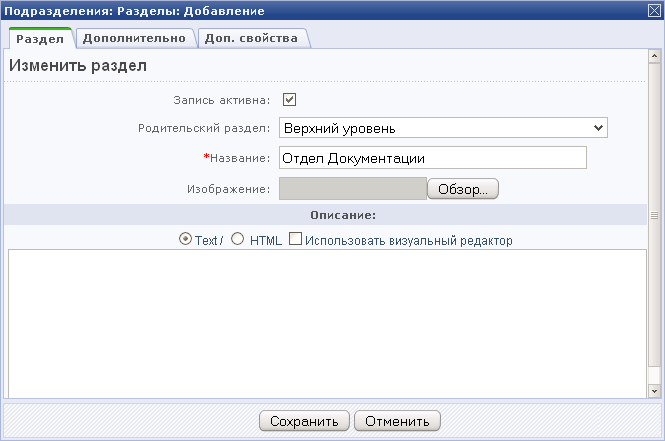 Подразделения: Разделы: Добавление
Раздел Дополнительно Доп. свойства
Изменить раздел
Запись активна:
Родительский раздел: Верхний уровень
*Название: Отдел Документации
Изображение: Обзор...
Описание:
Text / HTML Использовать визуальный редактор
Сохранить Отменить